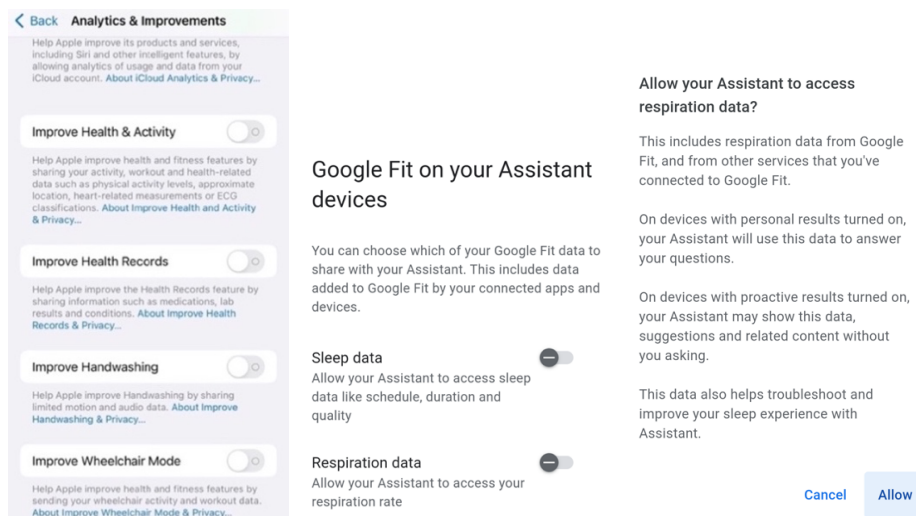 Back Analytics & Improvements
Help Apple improve its products and services,
including Siri and other intelligent features, by
allowing analytics of usage and data from your
iCloud account. About iCloud Analytics & Privacy...
Improve Health & Activity
Help Apple improve health and fitness features by
sharing your activity, workout and health-related
data such as physical activity levels, approximate
location, heart-related measurements or ECG
classifications. About Improve Health and Activity
& Privacy...
Improve Health Records
Help Apple improve the Health Records feature by
sharing information such as medications, lab
results and conditions. About Improve Health
Records & Privacy...
Improve Handwashing
Help Apple improve Handwashing by sharing
limited motion and audio data. About Improve
Handwashing & Privacy...
Improve Wheelchair Mode
Help Apple improve health and fitness features by
sending your wheelchair activity and workout data.
About Improve Wheelchair Mode & Privacy...
Google Fit on your Assistant
devices
You can choose which of your Google Fit data to
share with your Assistant. This includes data
added to Google Fit by your connected apps and
devices.
Sleep data
Allow your Assistant to access sleep
data like schedule, duration and
quality
Respiration data
Allow your Assistant to access your
respiration rate
Allow your Assistant to access
respiration data?
This includes respiration data from Google
Fit, and from other services that you've
connected to Google Fit.
On devices with personal results turned on,
your Assistant will use this data to answer
your questions.
On devices with proactive results turned on,
your Assistant may show this data,
suggestions and related content without
you asking.
This data also helps troubleshoot and
improve your sleep experience with
Assistant.
Cancel Allow